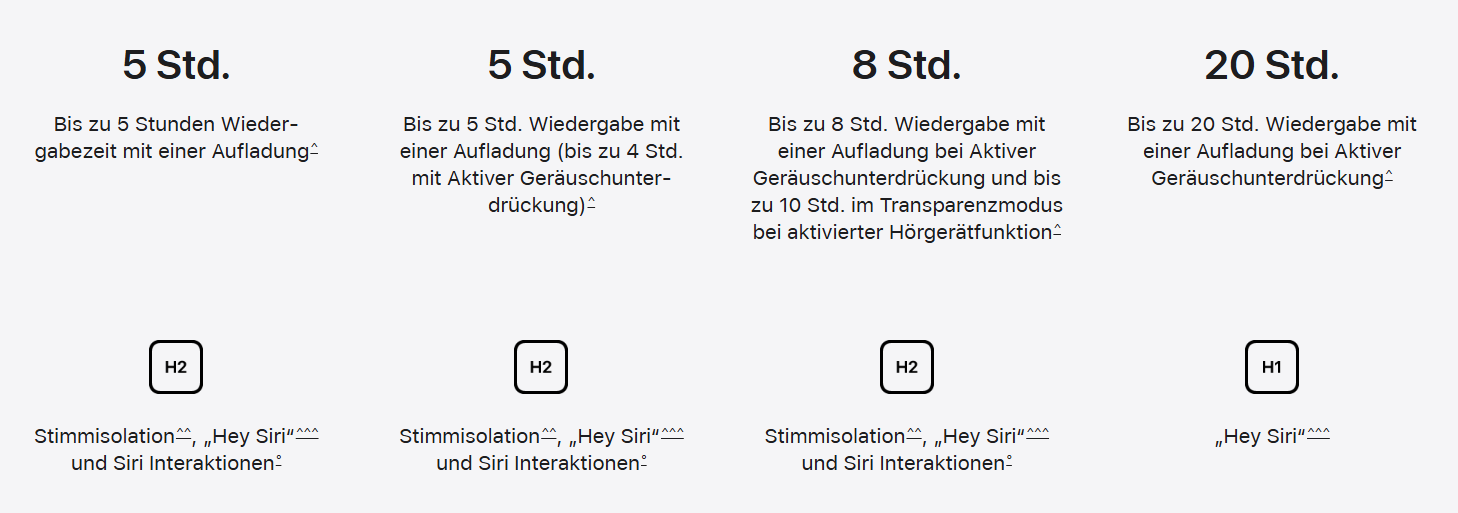 5 Std.
Bis zu 5 Stunden Wieder-
gabezeit mit einer Aufladung^
5 Std.
Bis zu 5 Std. Wiedergabe mit
einer Aufladung (bis zu 4 Std.
mit Aktiver Geräuschunter-
drückung)^
8 Std.
Bis zu 8 Std. Wiedergabe mit
einer Aufladung bei Aktiver
Geräuschunterdrückung und bis
zu 10 Std. im Transparenzmodus
bei aktivierter Hörgerätfunktion^
20 Std.
Bis zu 20 Std. Wiedergabe mit
einer Aufladung bei Aktiver
Geräuschunterdrückung^
H2
Stimmisolation^^, „Hey Siri“^^^
und Siri Interaktionen°
H2
Stimmisolation^^, „Hey Siri“^^^
und Siri Interaktionen°
H2
Stimmisolation^^, „Hey Siri“^^^
und Siri Interaktionen°
H1
„Hey Siri“^^^